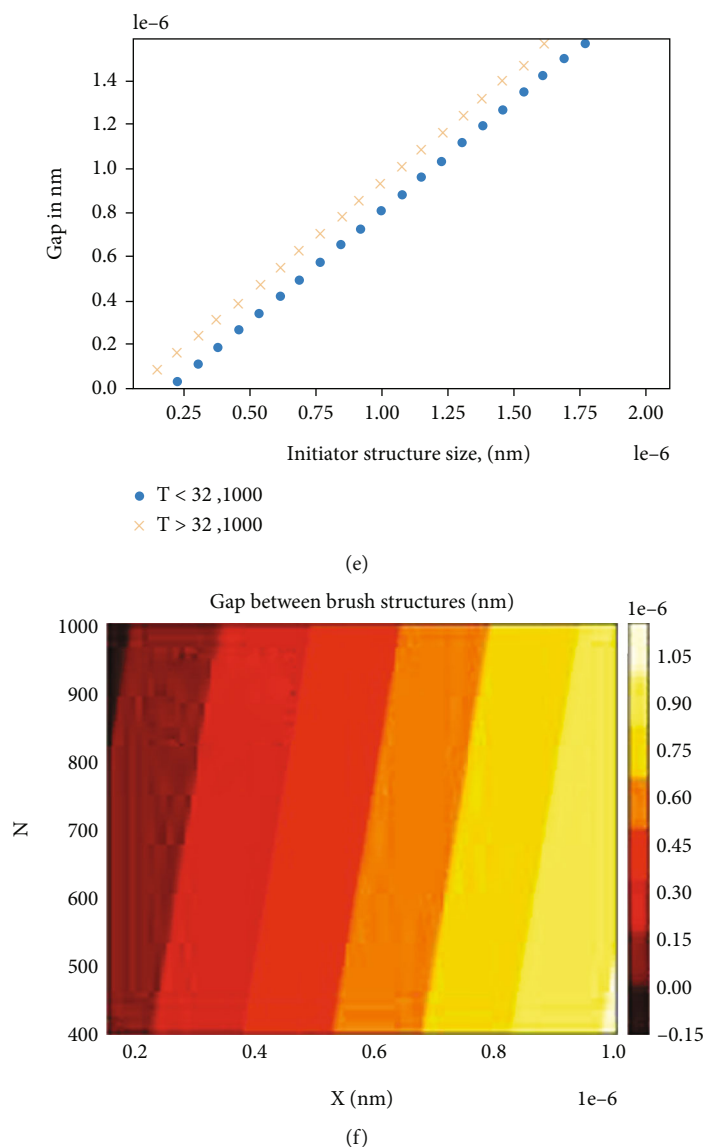 le–6
1.4
1.2
1.0
0.8
0.6
0.4
0.2
0.0
Gap in nm
0.25 0.50 0.75 1.00 1.25 1.50 1.75 2.00
Initiator structure size, (nm) le–6
T < 32 ,1000
T > 32 ,1000
(e)
Gap between brush structures (nm)
1e–6
1000
900
800
700
600
500
400
N
0.2 0.4 0.6 0.8 1.0
X (nm) 1e–6
1.05
0.90
0.75
0.60
0.45
0.30
0.15
0.00
–0.15
(f)